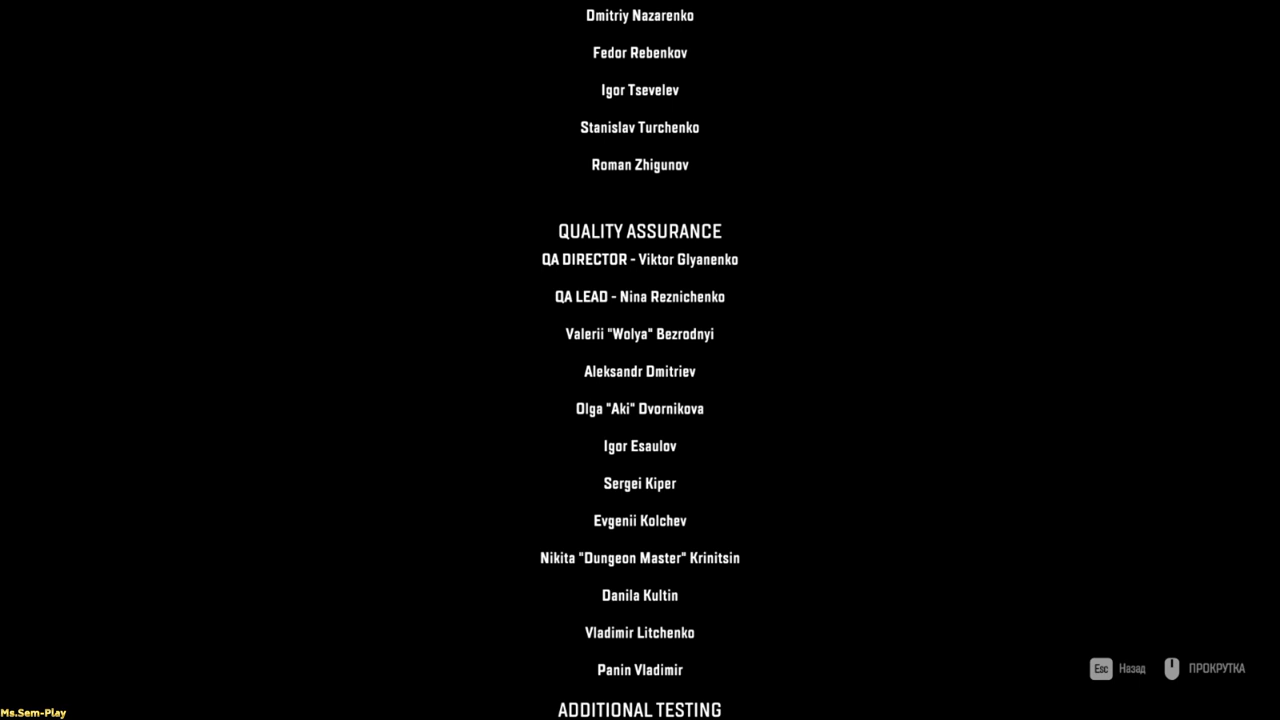 Dmitriy Nazarenko
Fedor Rebenkov
Igor Tsevelev
Stanislav Turchenko
Roman Zhigunov
QUALITY ASSURANCE
QA DIRECTOR - Viktor Glyanenko
QA LEAD - Nina Reznichenko
Valerii "Wolya" Bezrodnyi
Aleksandr Dmitriev
Olga "Aki" Dvornikova
Igor Esaulov
Sergei Kiper
Evgenii Kolchev
Nikita "Dungeon Master" Krinitsin
Danila Kultin
Vladimir Litchenko
Panin Vladimir
Esc Назад ПРОКРУТКА
ADDITIONAL TESTING
Ms.Sem-Play